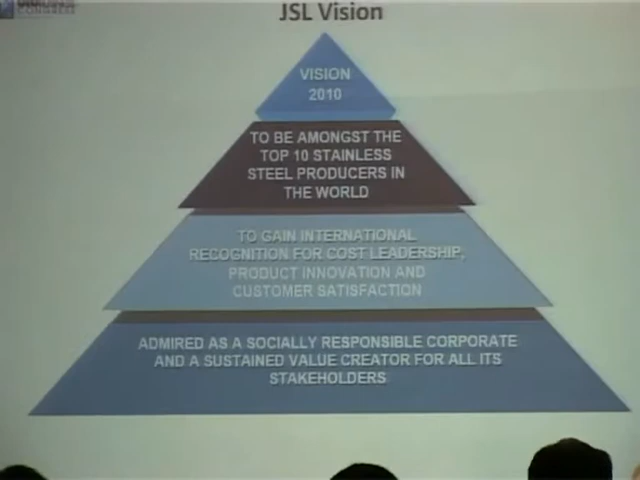 JSL Vision
VISION
2010
TO BE AMONGST THE
TOP 10 STAINLESS
STEEL PRODUCERS IN
THE WORLD
TO GAIN INTERNATIONAL
RECOGNITION FOR COST LEADERSHIP,
PRODUCT INNOVATION AND
CUSTOMER SATISFACTION
ADMIRED AS A SOCIALLY RESPONSIBLE CORPORATE
AND A SUSTAINED VALUE CREATOR FOR ALL ITS
STAKEHOLDERS